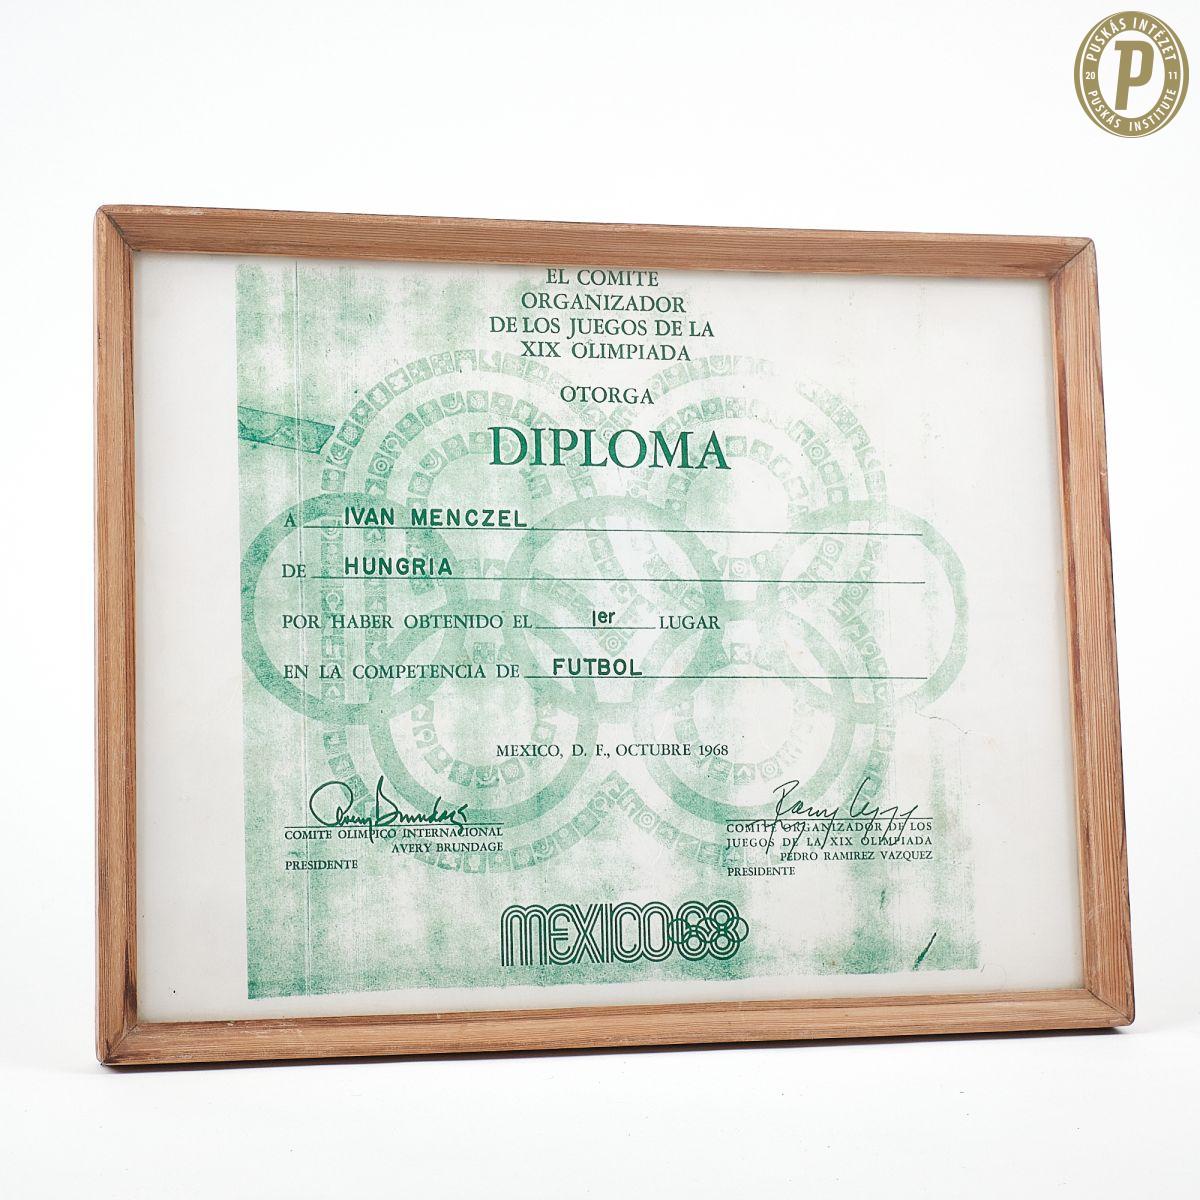 PUSKÁS INTÉZET
20 11
P
PUSKÁS INSTITUTE
EL COMITE
ORGANIZADOR
DE LOS JUEGOS DE LA
XIX OLIMPIADA
OTORGA
DIPLOMA
A IVAN MENCZEL
DE HUNGRIA
POR HABER OBTENIDO EL 1er LUGAR
EN LA COMPETENCIA DE FUTBOL
MEXICO, D. F., OCTUBRE 1968
Avery Brundage
COMITE OLIMPICO INTERNACIONAL
AVERY BRUNDAGE
PRESIDENTE
COMITE ORGANIZADOR DE LOS
JUEGOS DE LA XIX OLIMPIADA
PEDRO RAMIREZ VAZQUEZ
PRESIDENTE
MEXICO68